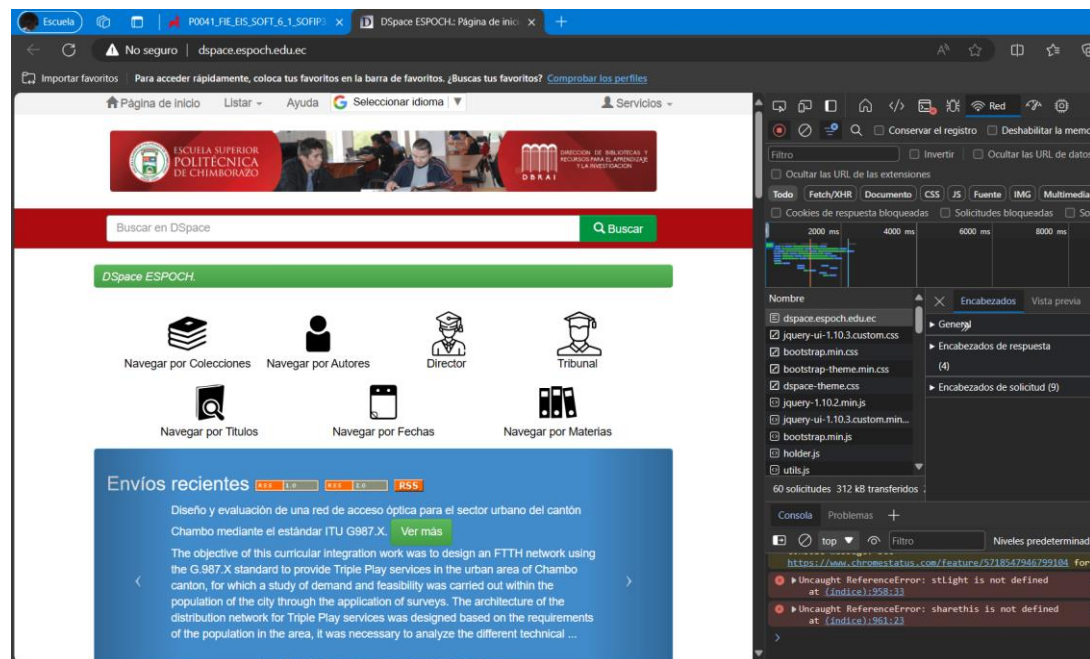 Escuela
P0041_FIE_EIS_SOFT_6_1_SOFIP3
DSpace ESPOCH.: Página de inici
No seguro | dspace.espoch.edu.ec
Importar favoritos Para acceder rápidamente, coloca tus favoritos en la barra de favoritos. ¿Buscas tus favoritos? Comprobar los perfiles
Página de inicio Listar Ayuda G Seleccionar idioma ▼ Servicios
ESCUELA SUPERIOR
POLITÉCNICA
DE CHIMBORAZO
DBRAI
DIRECCION DE BIBLIOTECAS Y
RECURSOS PARA EL APRENDIZAJE
Y LA INVESTIGACION
Buscar en DSpace
Buscar
DSpace ESPOCH.
Navegar por Colecciones
Navegar por Autores
Director
Tribunal
Navegar por Titulos
Navegar por Fechas
Navegar por Materias
Envíos recientes RSS 1.0 RSS 2.0 RSS
Diseño y evaluación de una red de acceso óptica para el sector urbano del cantón
Chambo mediante el estándar ITU G987.X. Ver más
The objective of this curricular integration work was to design an FTTH network using
the G.987.X standard to provide Triple Play services in the urban area of Chambo
canton, for which a study of demand and feasibility was carried out within the
population of the city through the application of surveys. The architecture of the
distribution network for Triple Play services was designed based on the requirements
of the population in the area, it was necessary to analyze the different technical ...
Red
Conservar el registro Deshabilitar la memo
Filtro Invertir Ocultar las URL de datos
Ocultar las URL de las extensiones
Todo Fetch/XHR Documento CSS JS Fuente IMG Multimedia
Cookies de respuesta bloqueadas Solicitudes bloqueadas So
2000 ms 4000 ms 6000 ms 8000 ms
Nombre
dspace.espoch.edu.ec
jquery-ui-1.10.3.custom.css
bootstrap.min.css
bootstrap-theme.min.css
dspace-theme.css
jquery-1.10.2.min.js
jquery-ui-1.10.3.custom.min...
bootstrap.min.js
holder.js
utils.js
60 solicitudes 312 kB transferidos
Encabezados Vista previa
General
Encabezados de respuesta
(4)
Encabezados de solicitud (9)
Consola Problemas
top ▼ Filtro Niveles predeterminad
https://www.chromestatus.com/feature/5718547946799104 for
Uncaught ReferenceError: stLight is not defined
at (índice):958:33
Uncaught ReferenceError: sharethis is not defined
at (índice):961:23